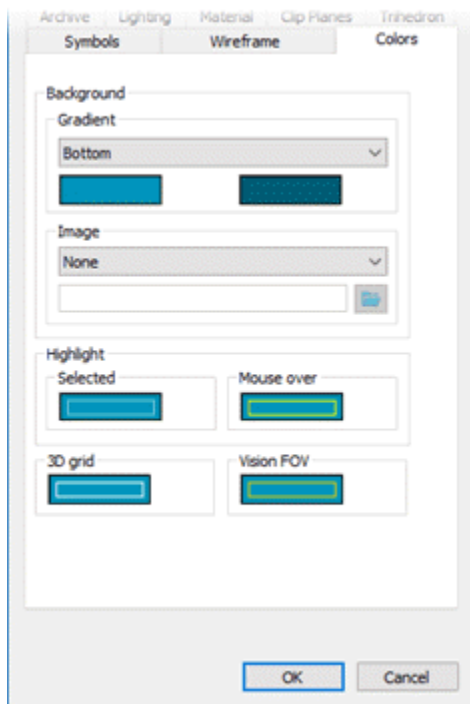 Archive Lighting Material Clip Planes Trihedron
Symbols Wireframe Colors
Background
Gradient
Bottom
Image
None
Highlight
Selected Mouse over
3D grid Vision FOV
OK Cancel